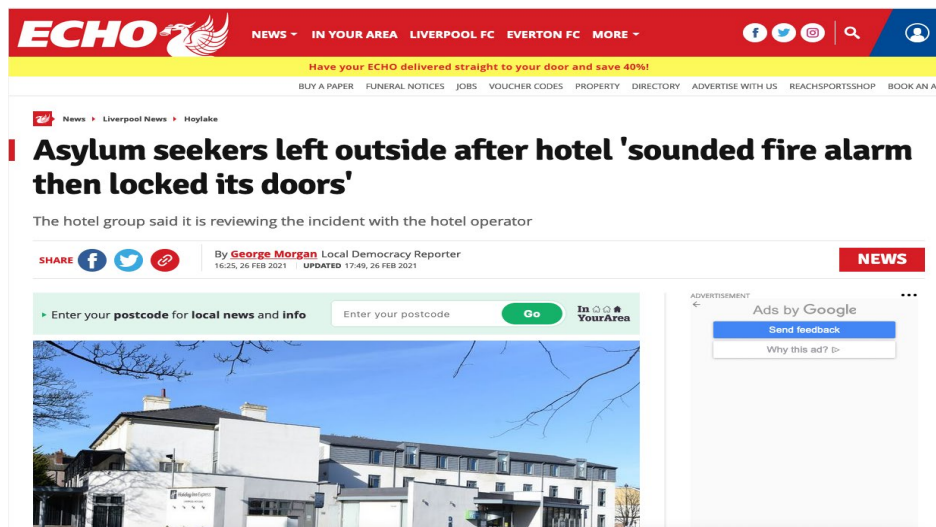 ECHO
NEWS IN YOUR AREA LIVERPOOL FC EVERTON FC MORE
Have your ECHO delivered straight to your door and save 40%!
BUY A PAPER FUNERAL NOTICES JOBS VOUCHER CODES PROPERTY DIRECTORY ADVERTISE WITH US REACHSPORTSSHOP BOOK AN A
News Liverpool News Hoylake
Asylum seekers left outside after hotel 'sounded fire alarm
then locked its doors'
The hotel group said it is reviewing the incident with the hotel operator
SHARE
By George Morgan Local Democracy Reporter
16:25, 26 FEB 2021 | UPDATED 17:49, 26 FEB 2021
NEWS
Enter your postcode for local news and info
Enter your postcode
Go
In
YourArea
ADVERTISEMENT
Ads by Google
Send feedback
Why this ad?
Holiday Inn Express